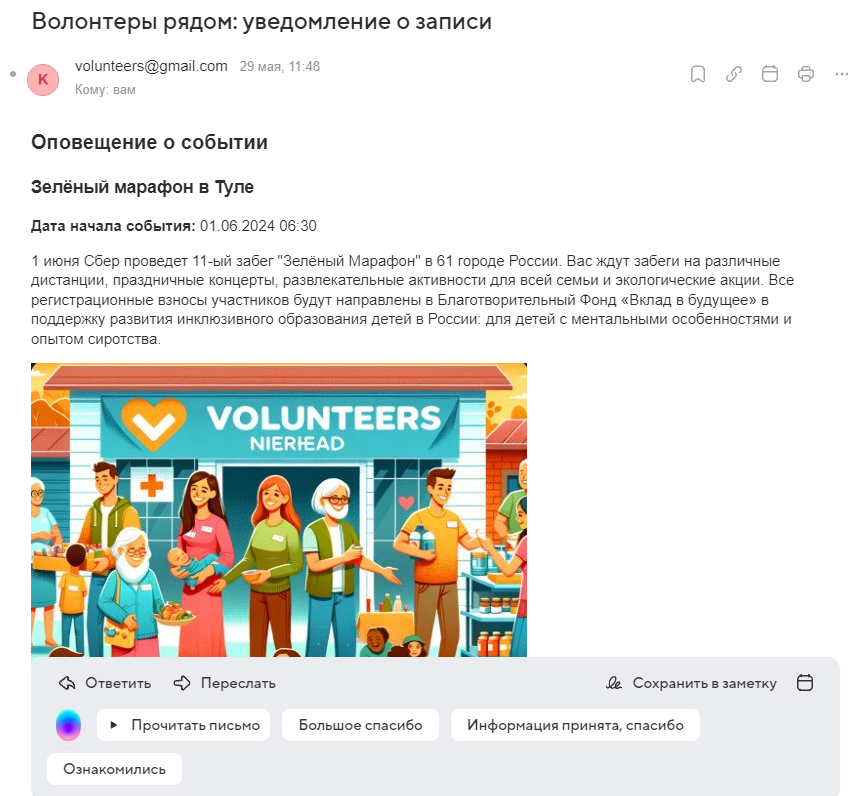 Волонтеры рядом: уведомление о записи
К
volunteers@gmail.com 29 мая, 11:48
Кому: вам
Оповещение о событии
Зелёный марафон в Туле
Дата начала события: 01.06.2024 06:30
1 июня Сбер проведет 11-ый забег "Зелёный Марафон" в 61 городе России. Вас ждут забеги на различные
дистанции, праздничные концерты, развлекательные активности для всей семьи и экологические акции. Все
регистрационные взносы участников будут направлены в Благотворительный Фонд «Вклад в будущее» в
поддержку развития инклюзивного образования детей в России: для детей с ментальными особенностями и
опытом сиротства.
VOLUNTEERS
NIERHEAD
Ответить Переслать Сохранить в заметку
Прочитать письмо Большое спасибо Информация принята, спасибо
Ознакомились